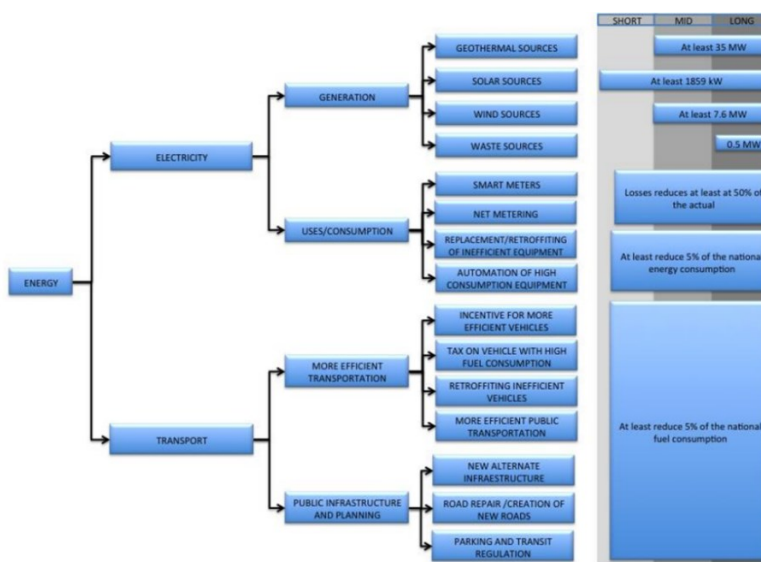 SHORT MID LONG
GEOTHERMAL SOURCES
At least 35 MW
SOLAR SOURCES
At least 1859 kW
GENERATION
WIND SOURCES
At least 7.6 MW
WASTE SOURCES
0.5 MW
ELECTRICITY
SMART METERS
Losses reduces at least at 50% of
the actual
NET METERING
USES/CONSUMPTION
REPLACEMENT/RETROFFITING
OF INEFFICIENT EQUIPMENT
At least reduce 5% of the national
energy consumption
AUTOMATION OF HIGH
CONSUMPTION EQUIPMENT
ENERGY
INCENTIVE FOR MORE
EFFICIENT VEHICLES
TAX ON VEHICLE WITH HIGH
FUEL CONSUMPTION
MORE EFFICIENT
TRANSPORTATION
RETROFFITING INEFFICIENT
VEHICLES
MORE EFFICIENT PUBLIC
TRANSPORTATION
At least reduce 5% of the national
fuel consumption
TRANSPORT
NEW ALTERNATE
INFRAESTRUCTURE
PUBLIC INFRASTRUCTURE
AND PLANNING
ROAD REPAIR /CREATION OF
NEW ROADS
PARKING AND TRANSIT
REGULATION